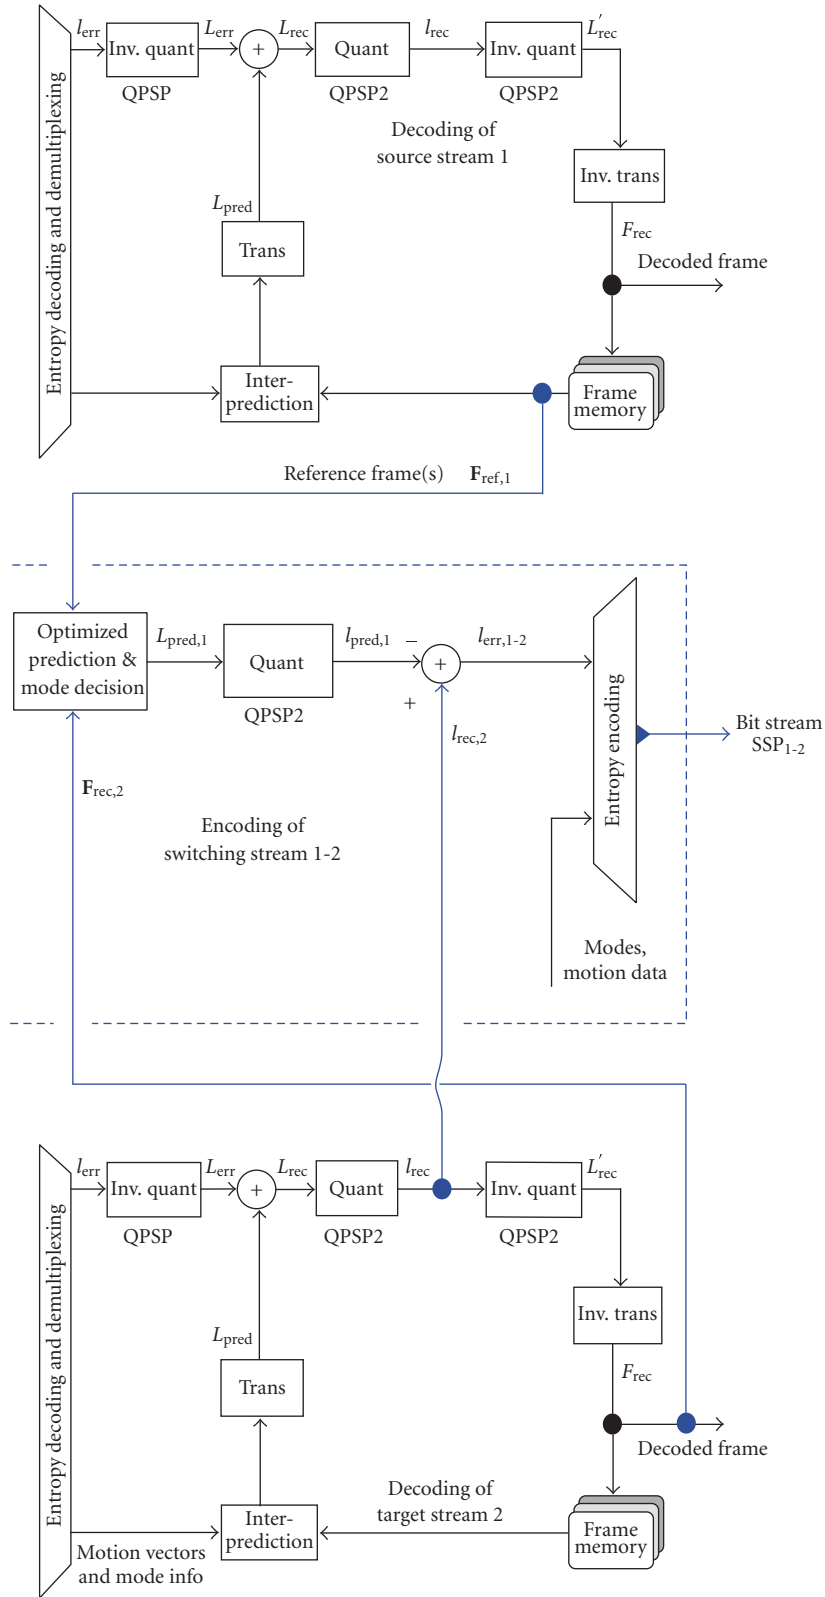 l_err
Inv. quant
L_err
+
L_rec
Quant
l_rec
Inv. quant
L′_rec
QPSP
QPSP2
QPSP2
Entropy decoding and demultiplexing
Decoding of
source stream 1
Inv. trans
L_pred
Trans
F_rec
Decoded frame
Inter-
prediction
Frame
memory
Reference frame(s) F_ref,1
Optimized
prediction &
mode decision
L_pred,1
Quant
QPSP2
l_pred,1
−
+
+
l_err,1-2
l_rec,2
Entropy encoding
Bit stream
SSP_1-2
F_rec,2
Encoding of
switching stream 1-2
Modes,
motion data
l_err
Inv. quant
L_err
+
L_rec
Quant
l_rec
Inv. quant
L′_rec
QPSP
QPSP2
QPSP2
Entropy decoding and demultiplexing
Inv. trans
L_pred
Trans
F_rec
Decoded frame
Decoding of
target stream 2
Inter-
prediction
Frame
memory
Motion vectors
and mode info